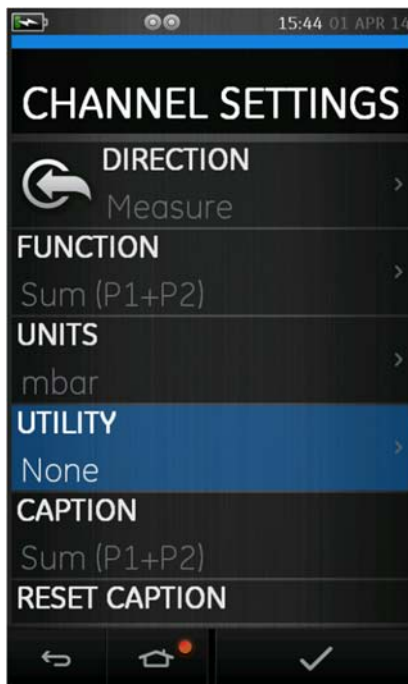 15:44 01 APR 14
CHANNEL SETTINGS
DIRECTION
Measure
FUNCTION
Sum (P1+P2)
UNITS
mbar
UTILITY
None
CAPTION
Sum (P1+P2)
RESET CAPTION